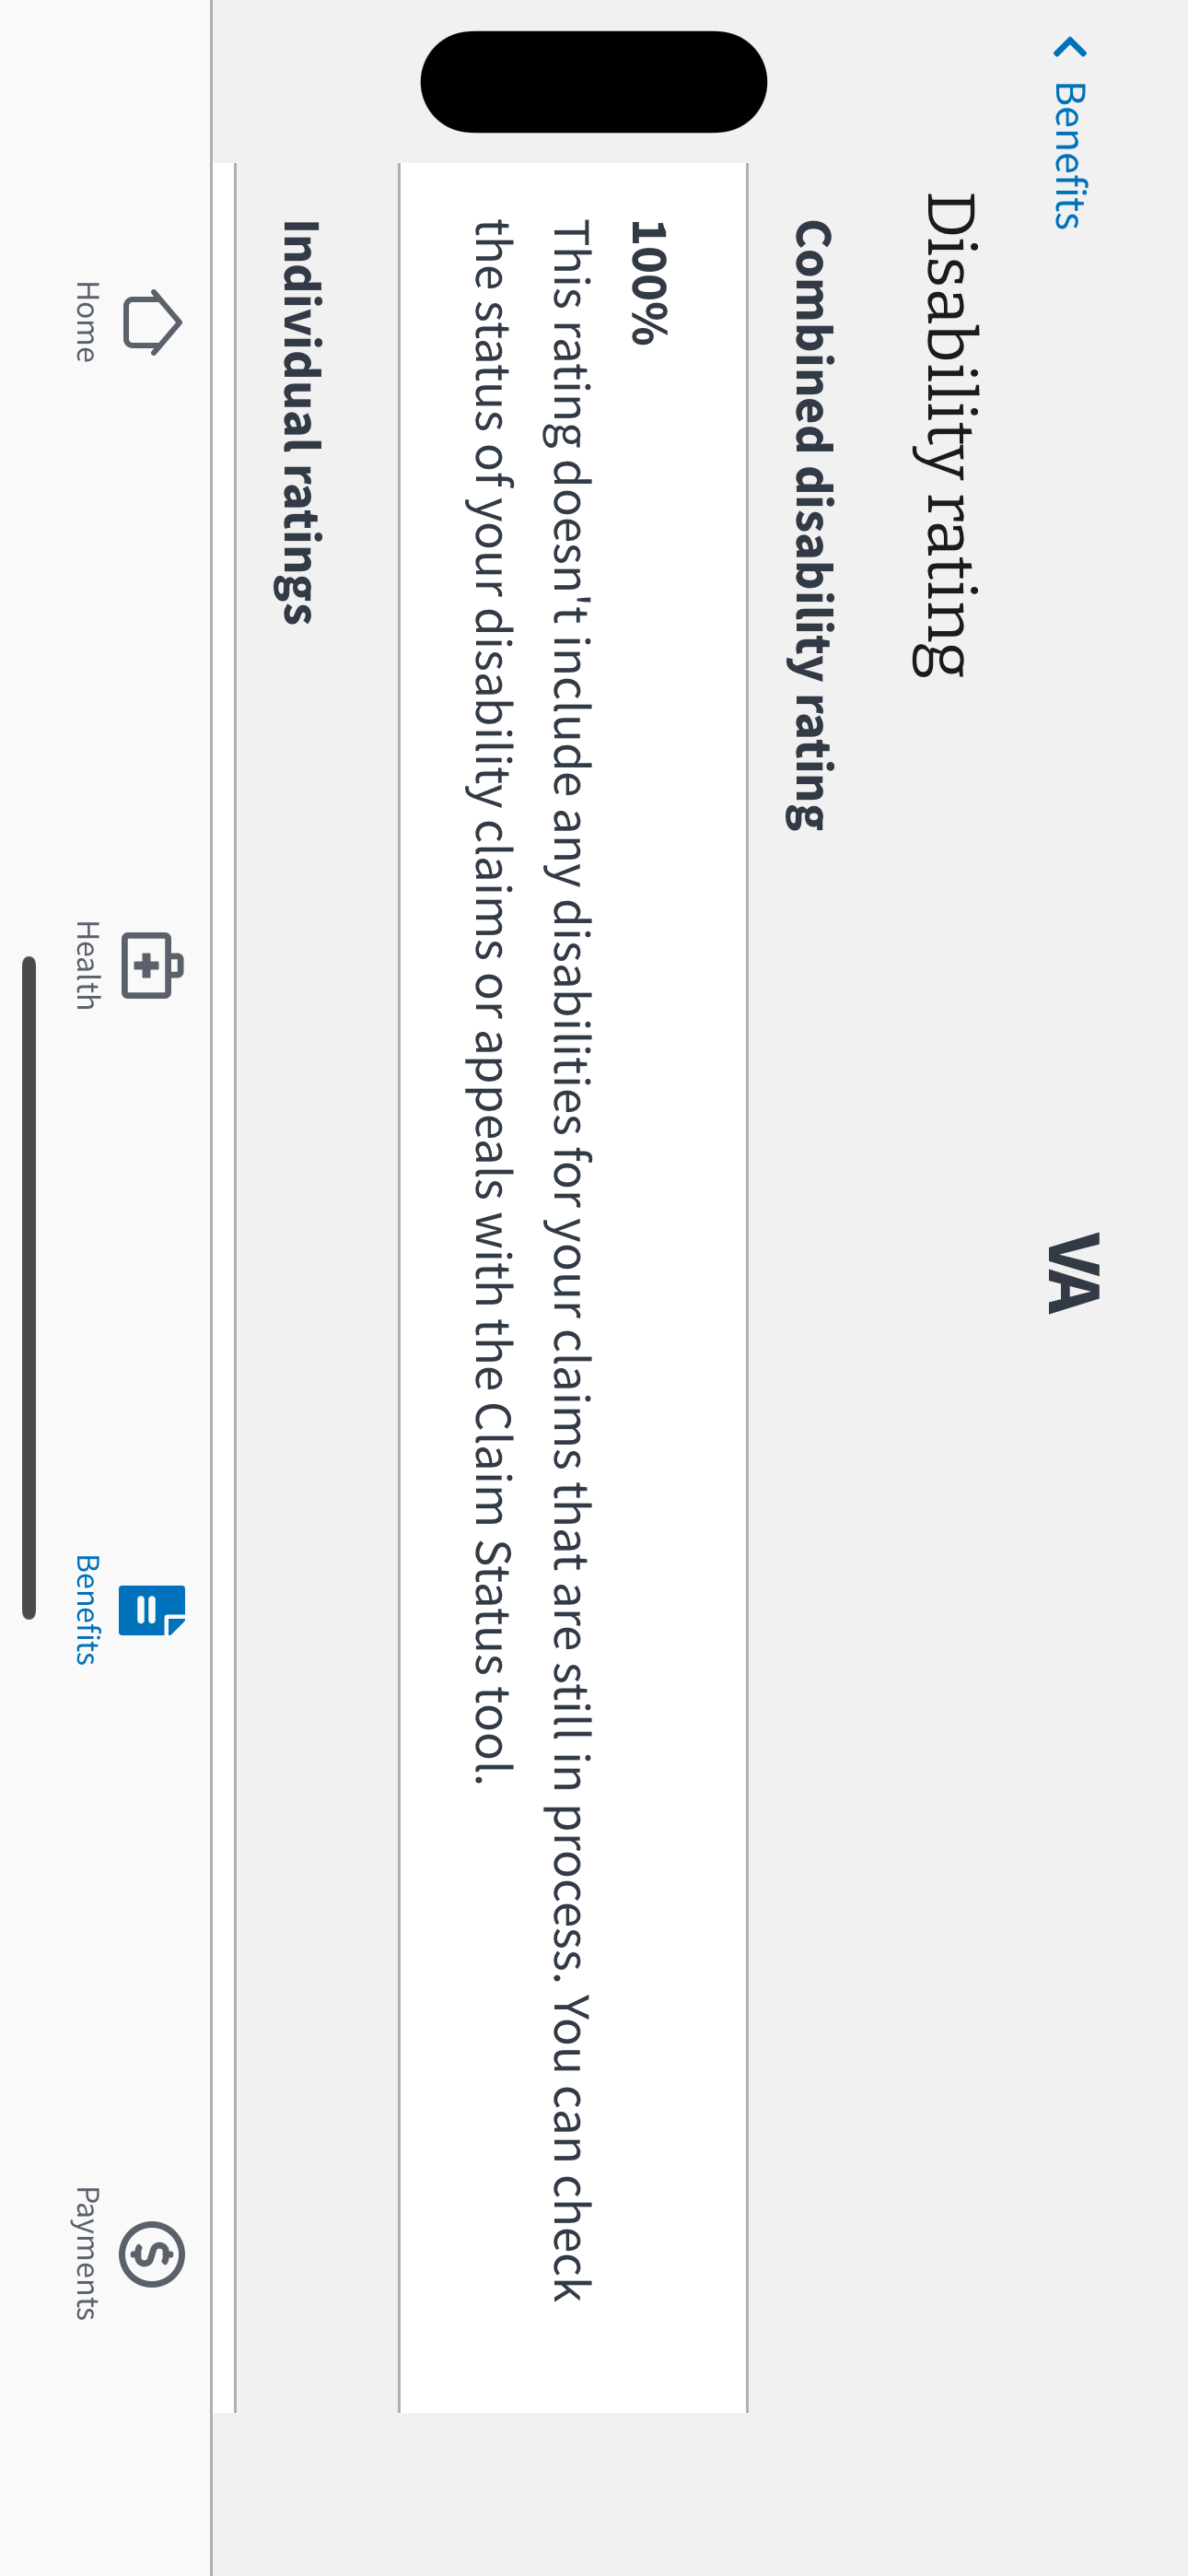 Benefits
VA
Disability rating
Combined disability rating
100%
This rating doesn't include any disabilities for your claims that are still in process. You can check
the status of your disability claims or appeals with the Claim Status tool.
Individual ratings
Home
Health
Benefits
Payments